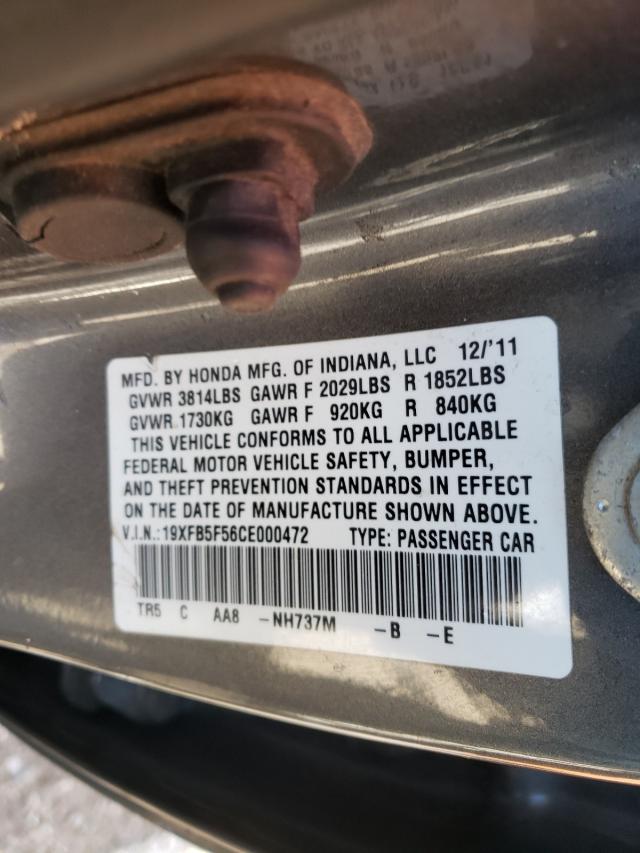 MFD. BY HONDA MFG. OF INDIANA, LLC 12/'11
GVWR 3814LBS GAWR F 2029LBS R 1852LBS
GVWR 1730KG GAWR F 920KG R 840KG
THIS VEHICLE CONFORMS TO ALL APPLICABLE
FEDERAL MOTOR VEHICLE SAFETY, BUMPER,
AND THEFT PREVENTION STANDARDS IN EFFECT
ON THE DATE OF MANUFACTURE SHOWN ABOVE.
V.I.N.:19XFB5F56CE000472 TYPE: PASSENGER CAR
TR5 C AA8 -NH737M -B -E